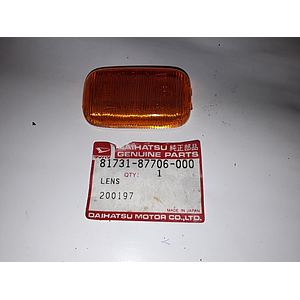 DAIHATSU 純正部品
GENUINE PARTS
81731-87706-000
QTY: 1
LENS
200197
MADE IN JAPAN
DAIHATSU MOTOR CO.,LTD.